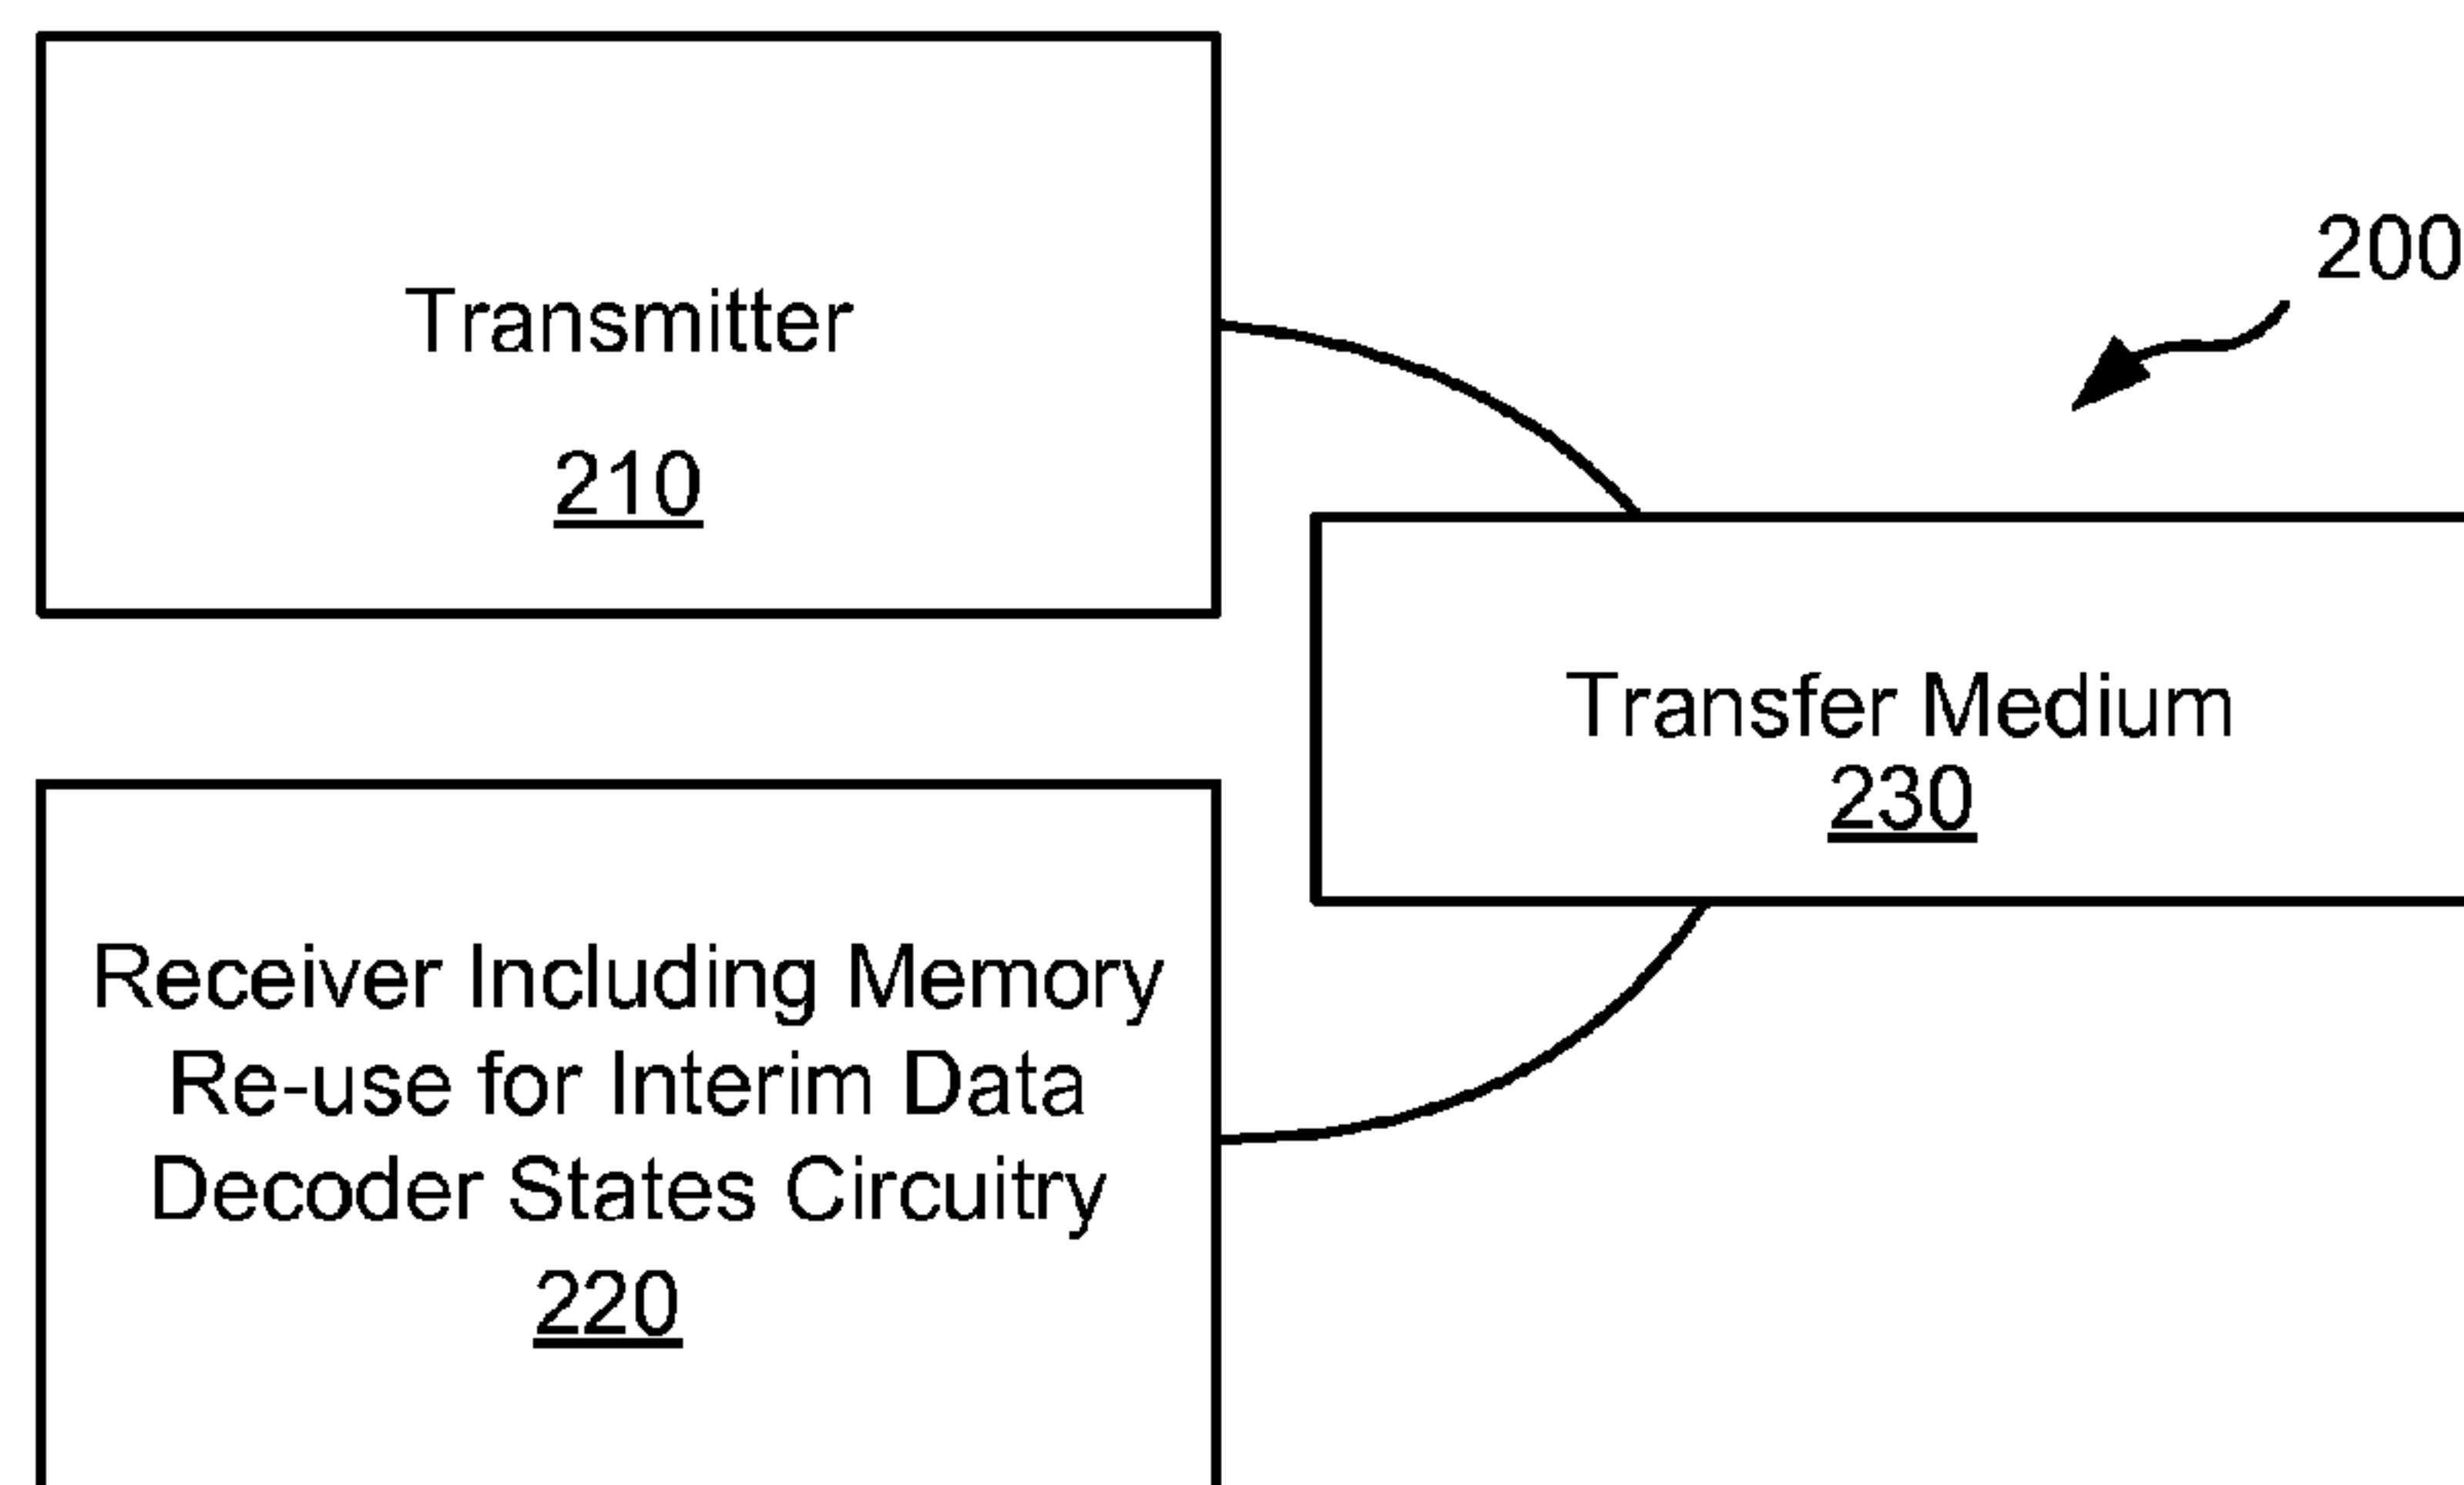 Transmitter
210
200
Transfer Medium
230
Receiver Including Memory
Re-use for Interim Data
Decoder States Circuitry
220